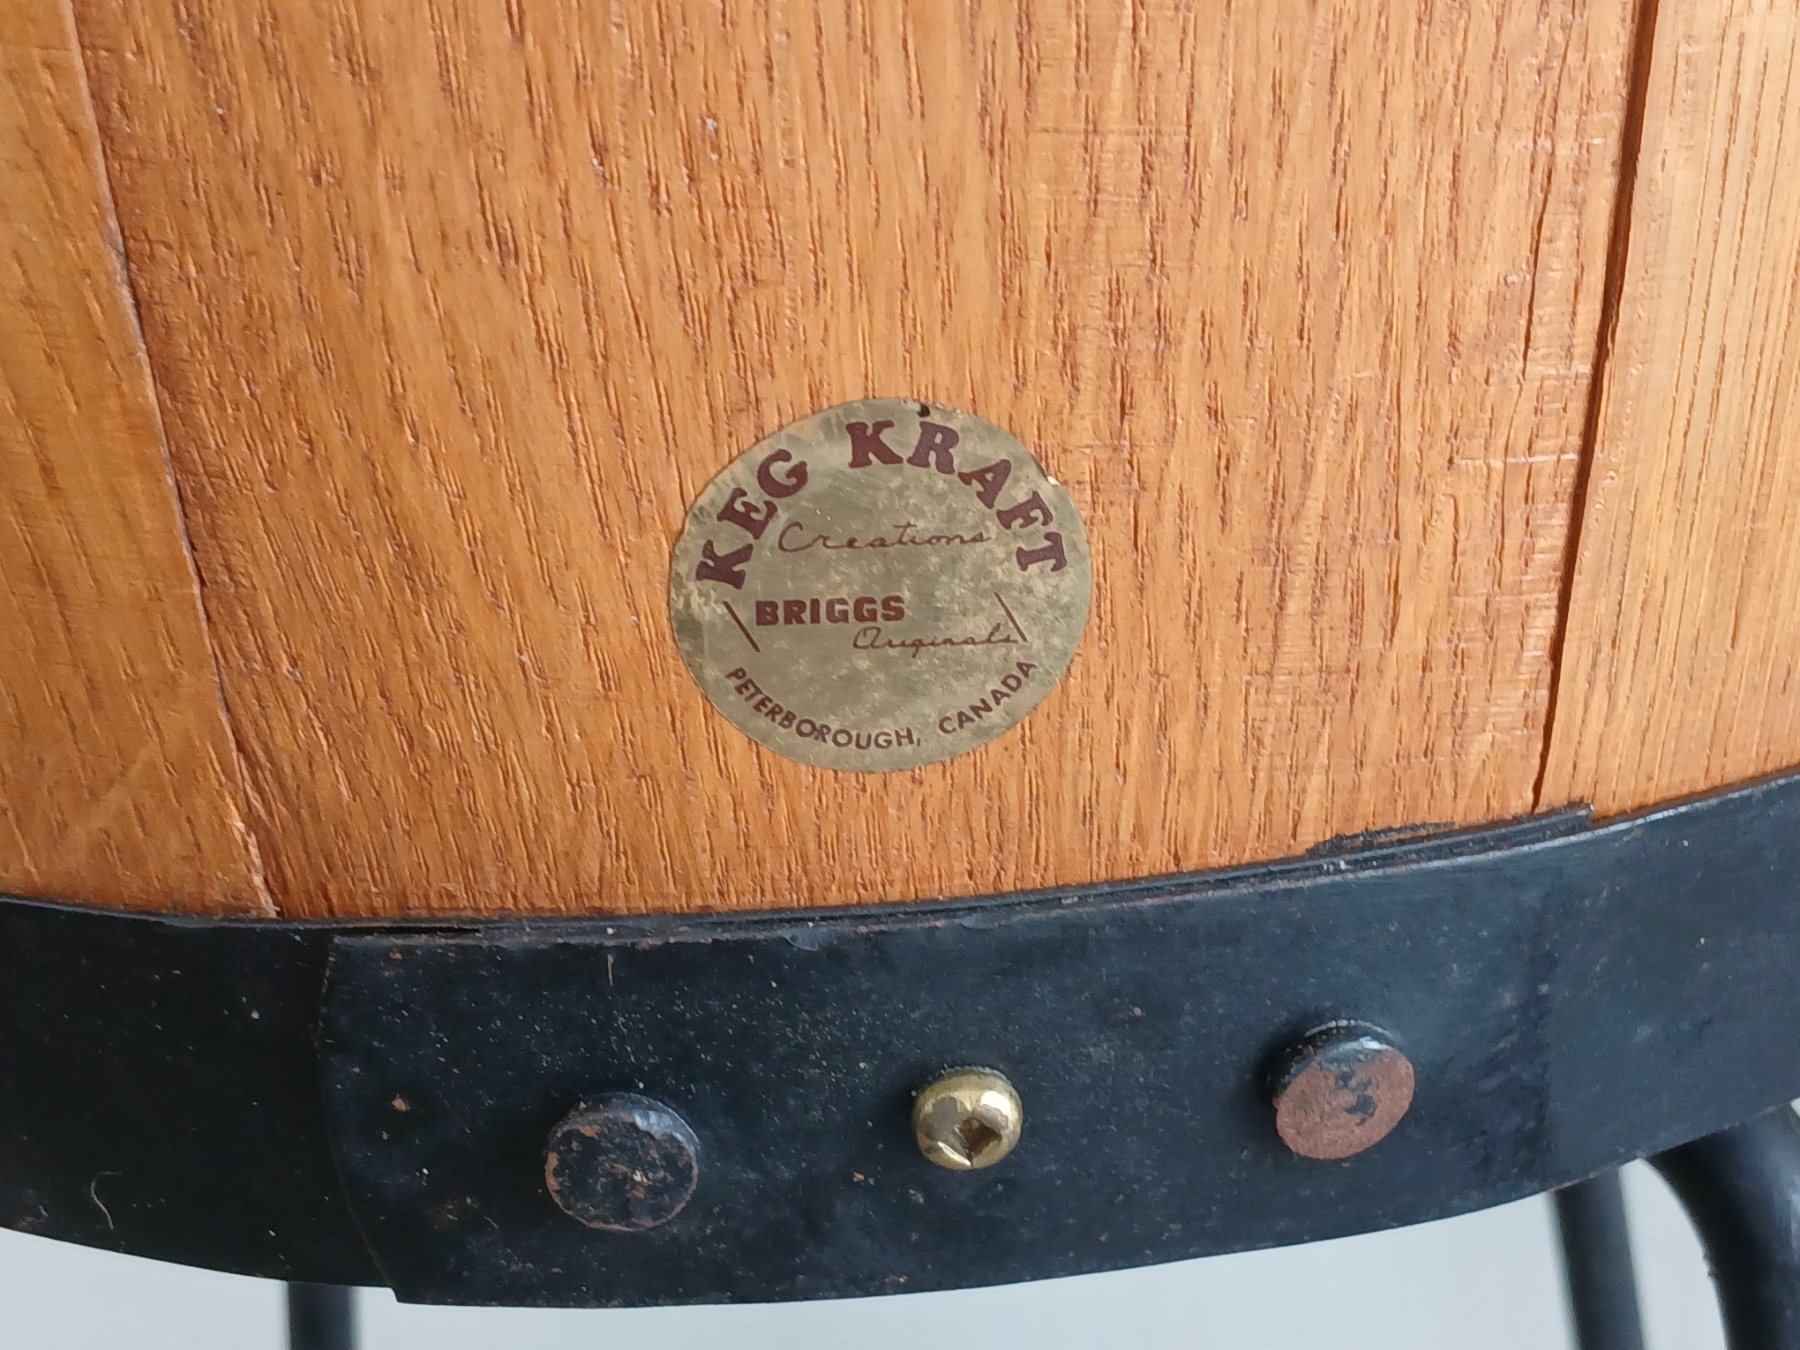 KEG KRAFT
Creations
BRIGGS
Originals
PETERBOROUGH, CANADA